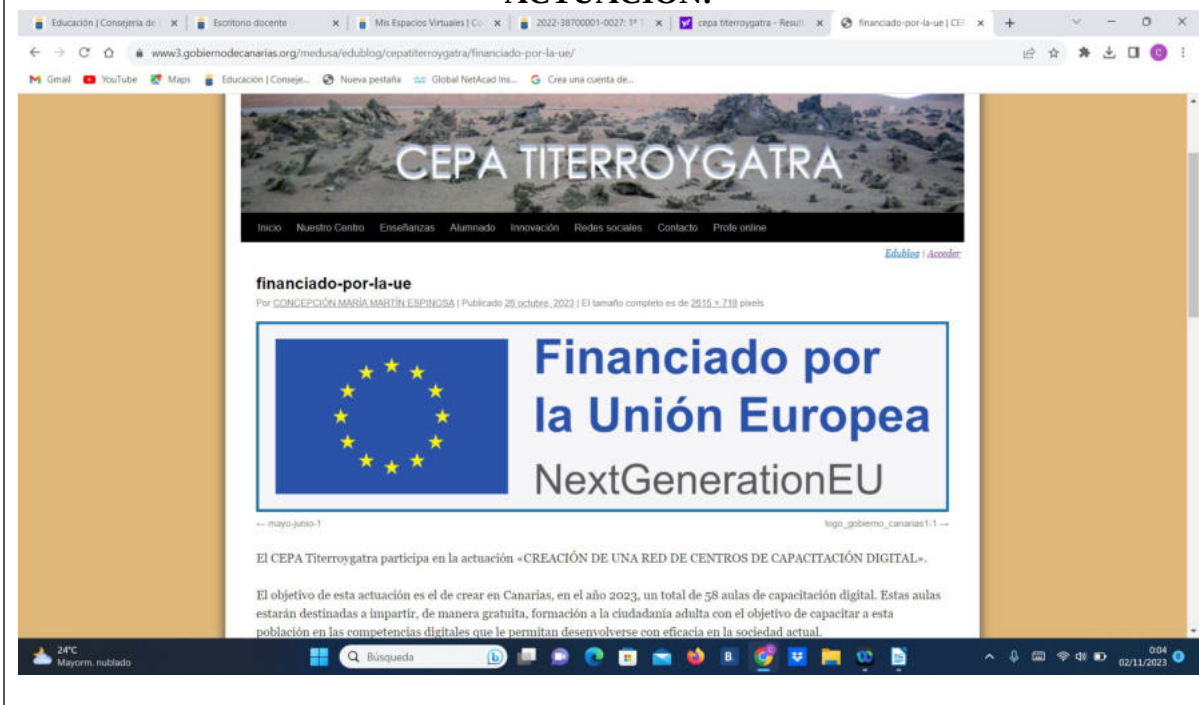 ACTUACIÓN:
Educación | Consejería de
Escritorio docente
Mis Espacios Virtuales | Co
2022-38700001-0027: 1º
cepa titerroygatra - Result
financiado-por-la-ue | CEP
www3.gobiernodecanarias.org/medusa/edublog/cepatiterroygatra/financiado-por-la-ue/
Gmail YouTube Maps Educación | Conseje... Nueva pestaña Global NetAcad Ins... Crea una cuenta de...
CEPA TITERROYGATRA
Inicio Nuestro Centro Enseñanzas Alumnado Innovación Redes sociales Contacto Profe online
Edublog | Acceder
financiado-por-la-ue
Por CONCEPCIÓN MARÍA MARTÍN ESPINOSA | Publicado 26 octubre, 2023 | El tamaño completo es de 2615 × 718 pixels
Financiado por
la Unión Europea
NextGenerationEU
← mayo-junio-1
logo_gobierno_canarias1-1 →
El CEPA Titerroygatra participa en la actuación «CREACIÓN DE UNA RED DE CENTROS DE CAPACITACIÓN DIGITAL».
El objetivo de esta actuación es el de crear en Canarias, en el año 2023, un total de 58 aulas de capacitación digital. Estas aulas
estarán destinadas a impartir, de manera gratuita, formación a la ciudadanía adulta con el objetivo de capacitar a esta
población en las competencias digitales que le permitan desenvolverse con eficacia en la sociedad actual.
24°C
Mayorm. nublado
Búsqueda
0:04
02/11/2023